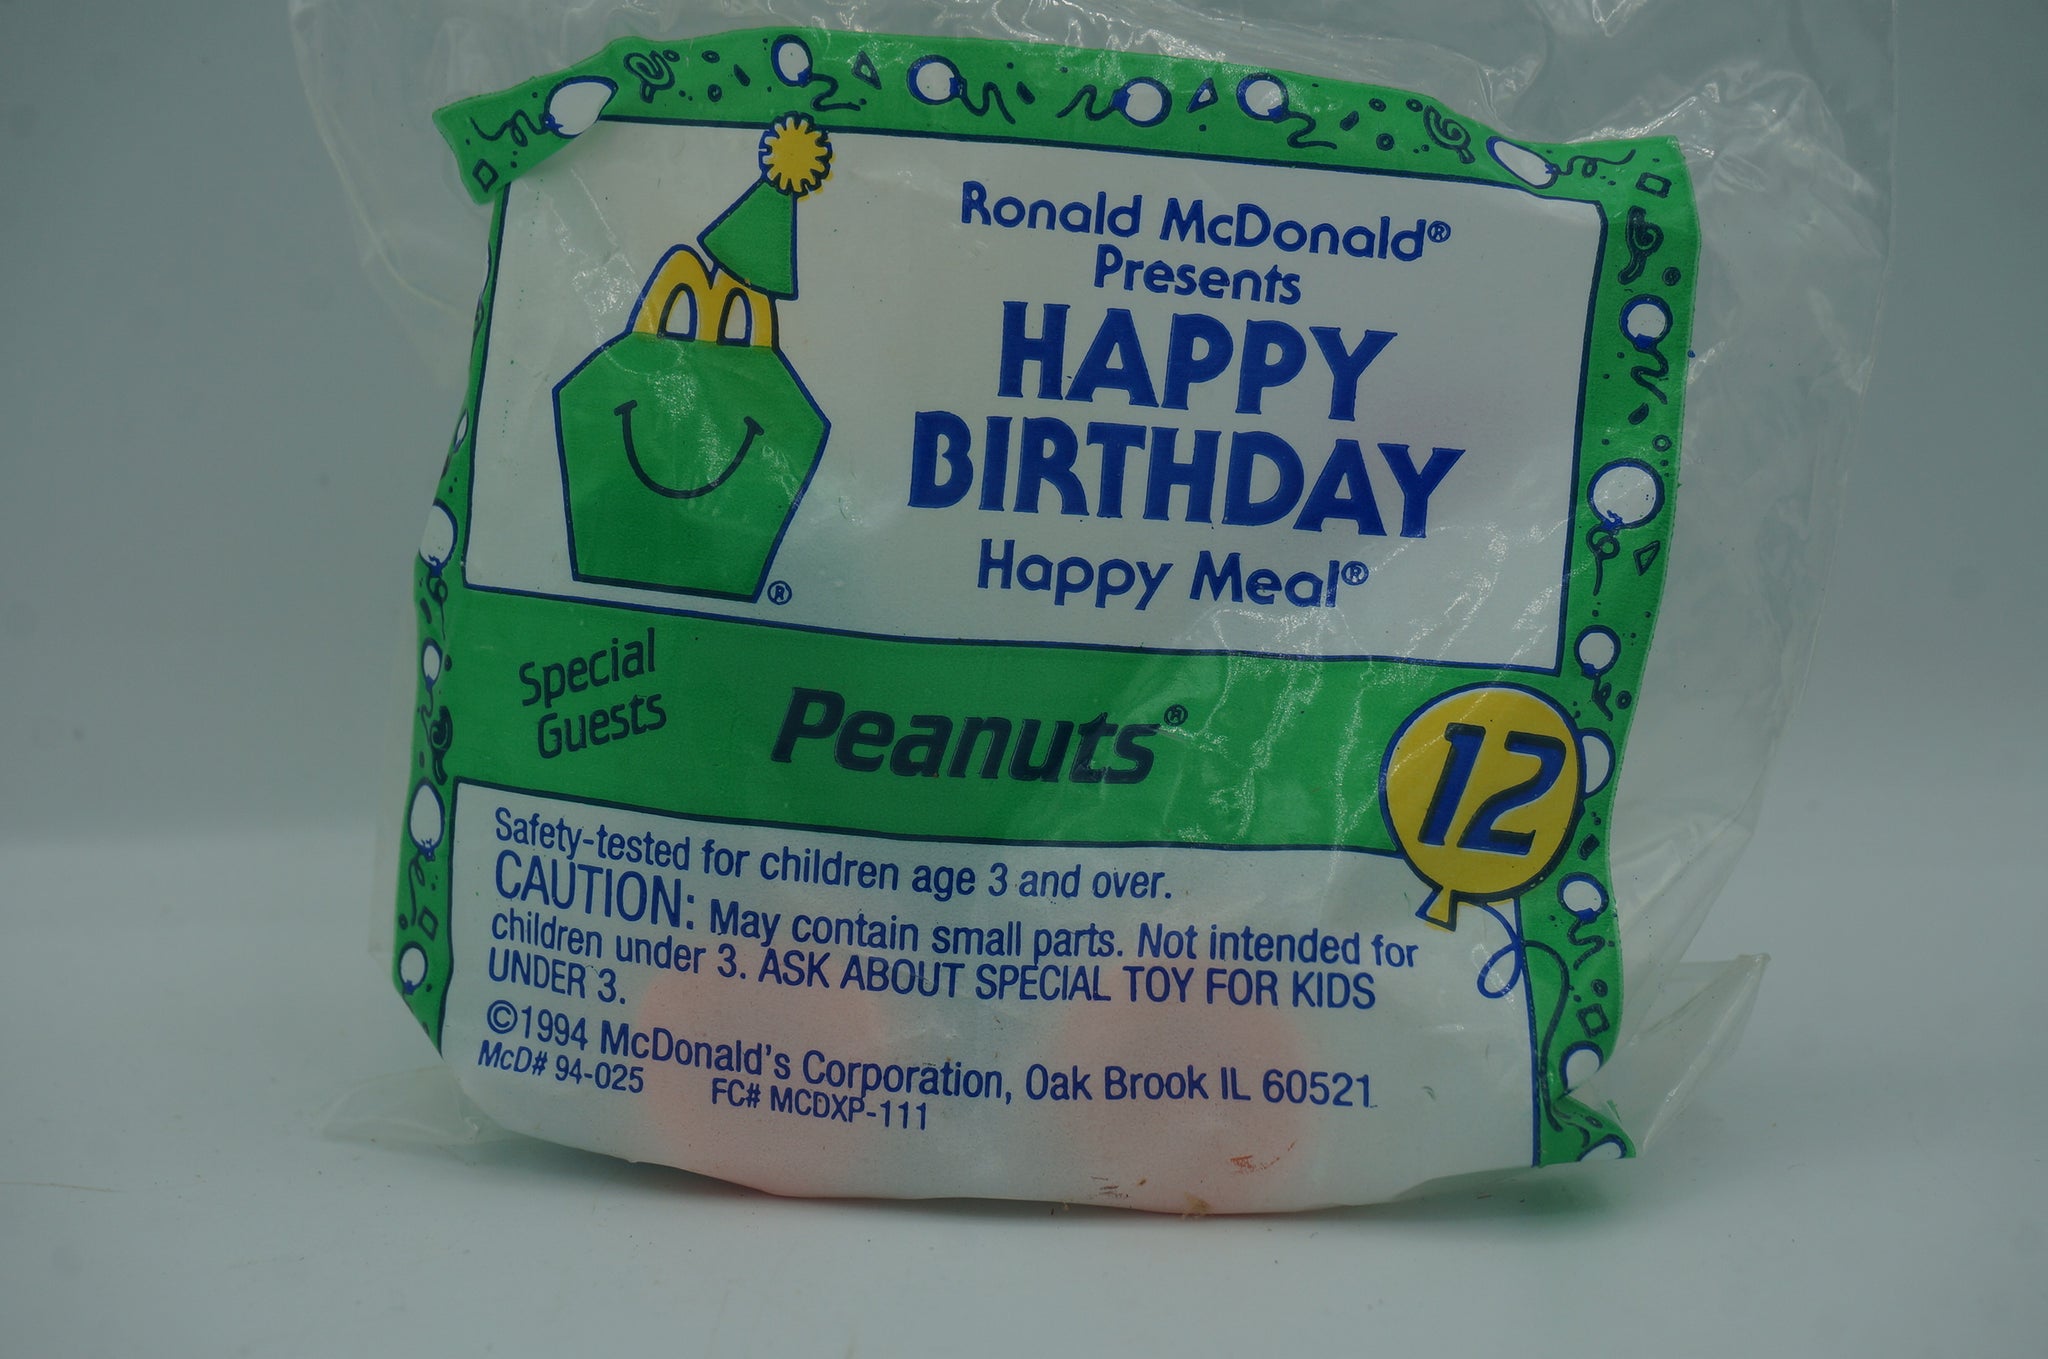 Ronald McDonald®
Presents
HAPPY
BIRTHDAY
Happy Meal®
®
Special
Guests
Peanuts®
12
Safety-tested for children age 3 and over.
CAUTION: May contain small parts. Not intended for
children under 3. ASK ABOUT SPECIAL TOY FOR KIDS
UNDER 3.
©1994 McDonald's Corporation, Oak Brook IL 60521
McD# 94-025 FC# MCDXP-111